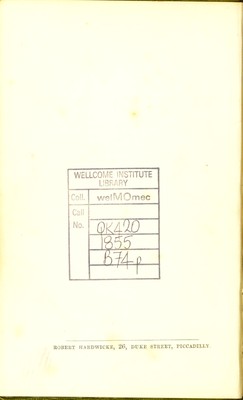 WELLCOME INSTITUTE
LIBRARY
Coll. welMOmec
Call
No. QK420
1855
B74p
ROBERT HARDWICKE, 26, DUKE STREET, PICCADILLY.